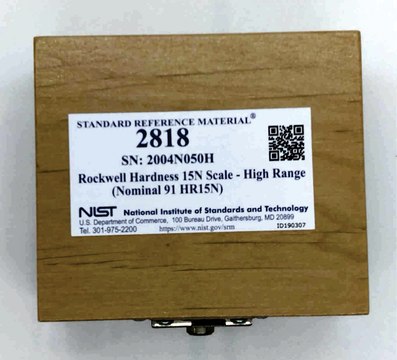 STANDARD REFERENCE MATERIAL®
2818
SN: 2004N050H
Rockwell Hardness 15N Scale - High Range
(Nominal 91 HR15N)
NIST National Institute of Standards and Technology
U.S. Department of Commerce, 100 Bureau Drive, Gaithersburg, MD 20899
Tel. 301-975-2200 https://www.nist.gov/srm ID190307